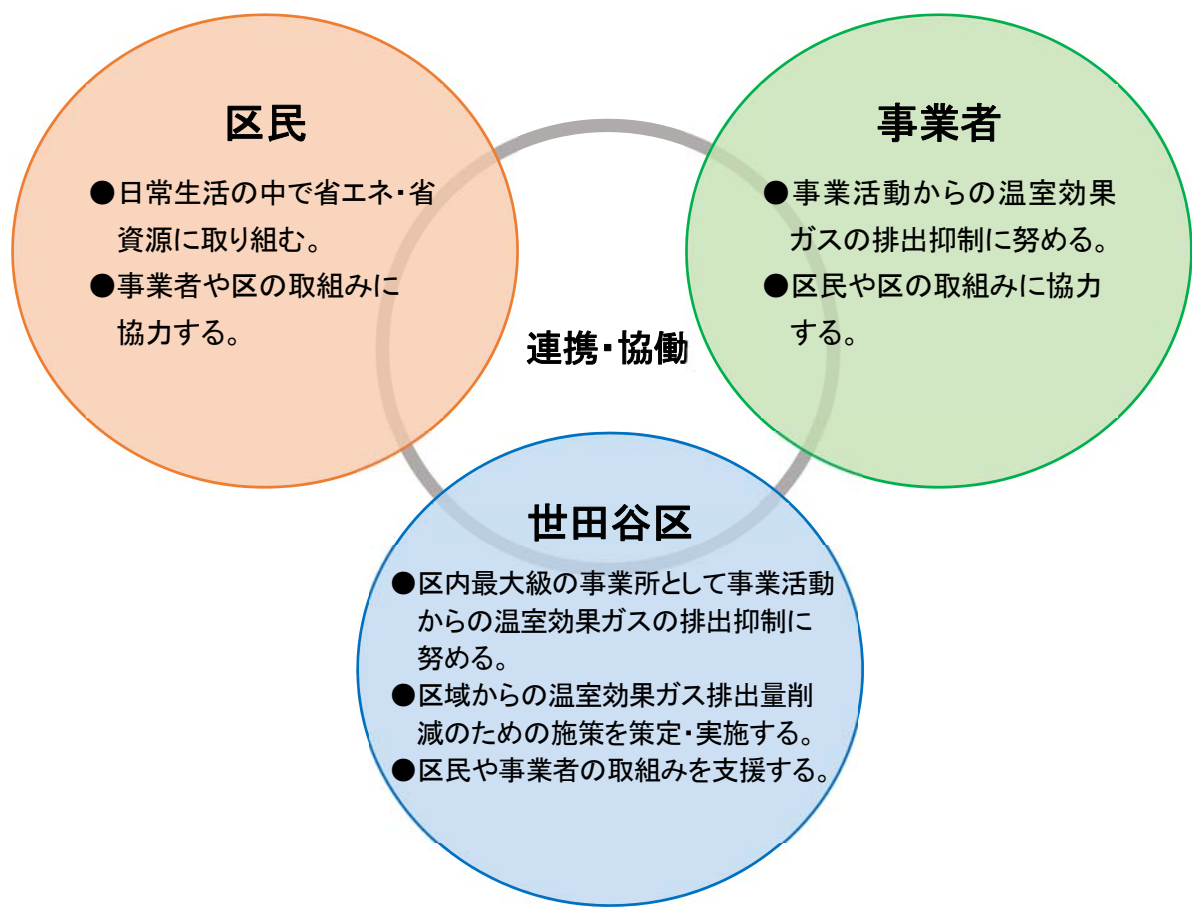 区民
●日常生活の中で省エネ・省
資源に取り組む。
●事業者や区の取組みに
協力する。
事業者
●事業活動からの温室効果
ガスの排出抑制に努める。
●区民や区の取組みに協力
する。
連携・協働
世田谷区
●区内最大級の事業所として事業活動
からの温室効果ガスの排出抑制に
努める。
●区域からの温室効果ガス排出量削
減のための施策を策定・実施する。
●区民や事業者の取組みを支援する。